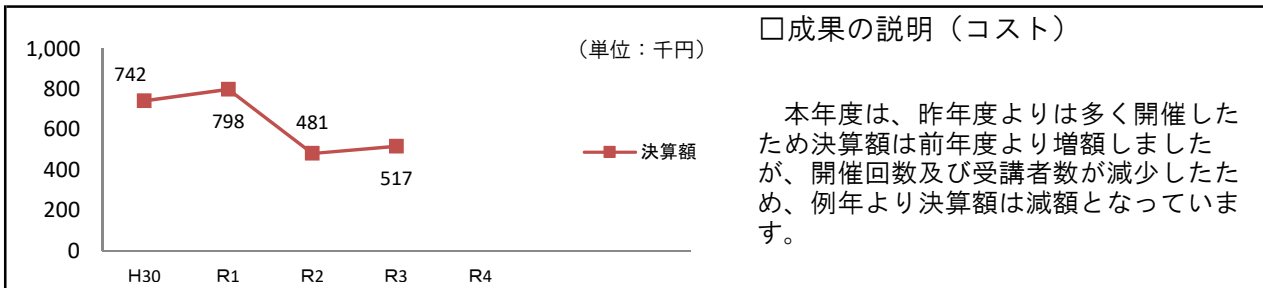 1,000
（単位：千円）
800
742
798
600
481
決算額
400
517
200
0
H30 R1 R2 R3 R4
□成果の説明（コスト）
本年度は、昨年度よりは多く開催した
ため決算額は前年度より増額しました
が、開催回数及び受講者数が減少したた
め、例年より決算額は減額となっていま
す。